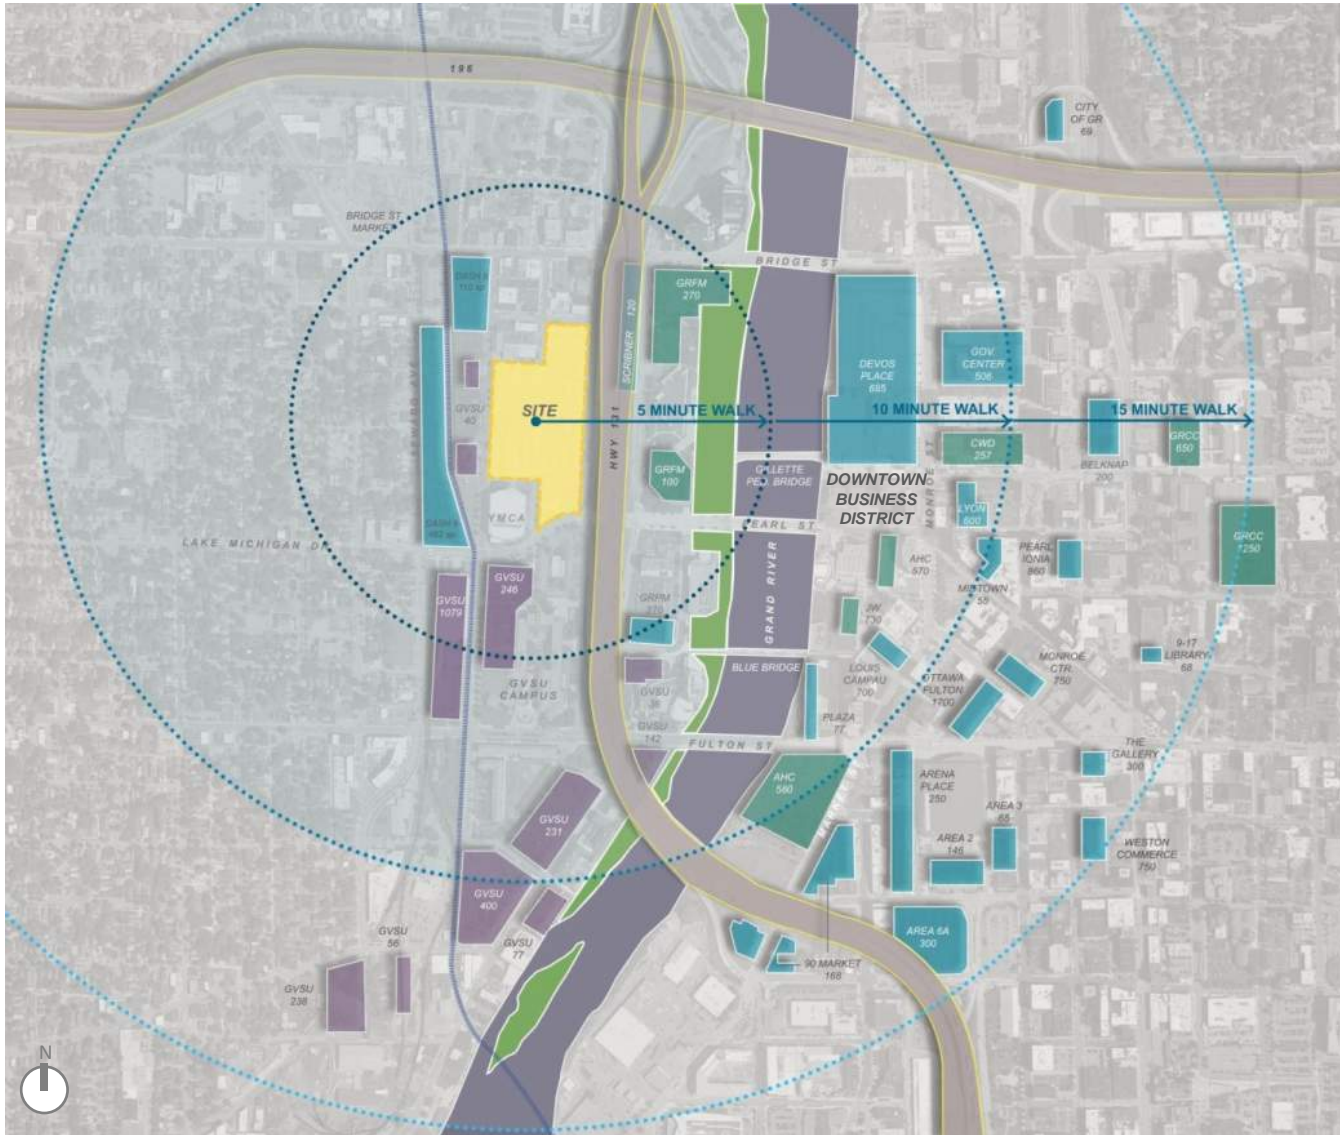 196
CITY
OF GR
69
BRIDGE ST
MARKET
BRIDGE ST
GRFM
270
SCRIBNER 120
DEVOS
PLACE
685
GOV.
CENTER
506
GVSU
40
SITE
5 MINUTE WALK
10 MINUTE WALK
15 MINUTE WALK
HWY 131
GRFM
100
GILLETTE
PED. BRIDGE
DOWNTOWN
BUSINESS
DISTRICT
MONROE ST
CWD
257
BELKNAP
200
GRCC
650
YMCA
PEARL ST
LYON
600
LAKE MICHIGAN DR
GRAND RIVER
AHC
570
MIDTOWN
55
PEARL
IONIA
860
GRCC
1250
GVSU
1079
GVSU
246
GRPM
JW
GVSU
CAMPUS
BLUE BRIDGE
LOUIS
CAMPAU
700
OTTAWA
FULTON
1700
MONROE
CTR.
750
9-17
LIBRARY
68
GVSU
36
GVSU
142
PLAZA
77
FULTON ST
AHC
580
ARENA
PLACE
250
THE
GALLERY
300
AREA 3
65
AREA 2
146
WESTON
COMMERCE
750
GVSU
231
GVSU
400
GVSU
77
GVSU
56
GVSU
238
AREA 6A
300
90 MARKET
168
N